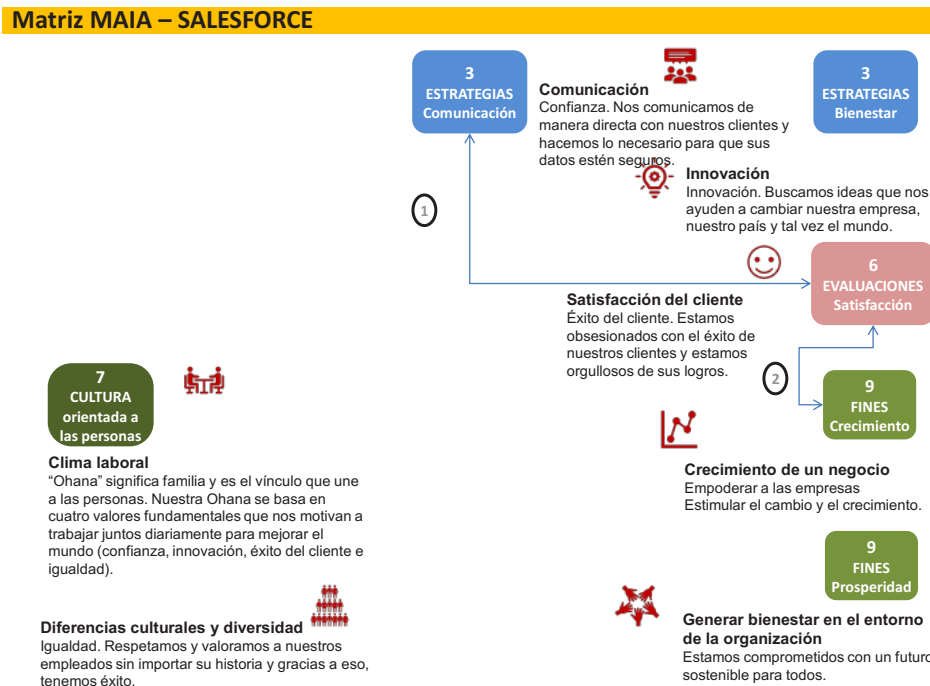 Matriz MAIA – SALESFORCE
3
ESTRATEGIAS
Comunicación
Comunicación
Confianza. Nos comunicamos de
manera directa con nuestros clientes y
hacemos lo necesario para que sus
datos estén seguros.
3
ESTRATEGIAS
Bienestar
Innovación
Innovación. Buscamos ideas que nos
ayuden a cambiar nuestra empresa,
nuestro país y tal vez el mundo.
1
6
EVALUACIONES
Satisfacción
Satisfacción del cliente
Éxito del cliente. Estamos
obsesionados con el éxito de
nuestros clientes y estamos
orgullosos de sus logros.
2
7
CULTURA
orientada a
las personas
9
FINES
Crecimiento
Clima laboral
“Ohana” significa familia y es el vínculo que une
a las personas. Nuestra Ohana se basa en
cuatro valores fundamentales que nos motivan a
trabajar juntos diariamente para mejorar el
mundo (confianza, innovación, éxito del cliente e
igualdad).
Crecimiento de un negocio
Empoderar a las empresas
Estimular el cambio y el crecimiento.
9
FINES
Prosperidad
Diferencias culturales y diversidad
Igualdad. Respetamos y valoramos a nuestros
empleados sin importar su historia y gracias a eso,
tenemos éxito.
Generar bienestar en el entorno
de la organización
Estamos comprometidos con un futuro
sostenible para todos.